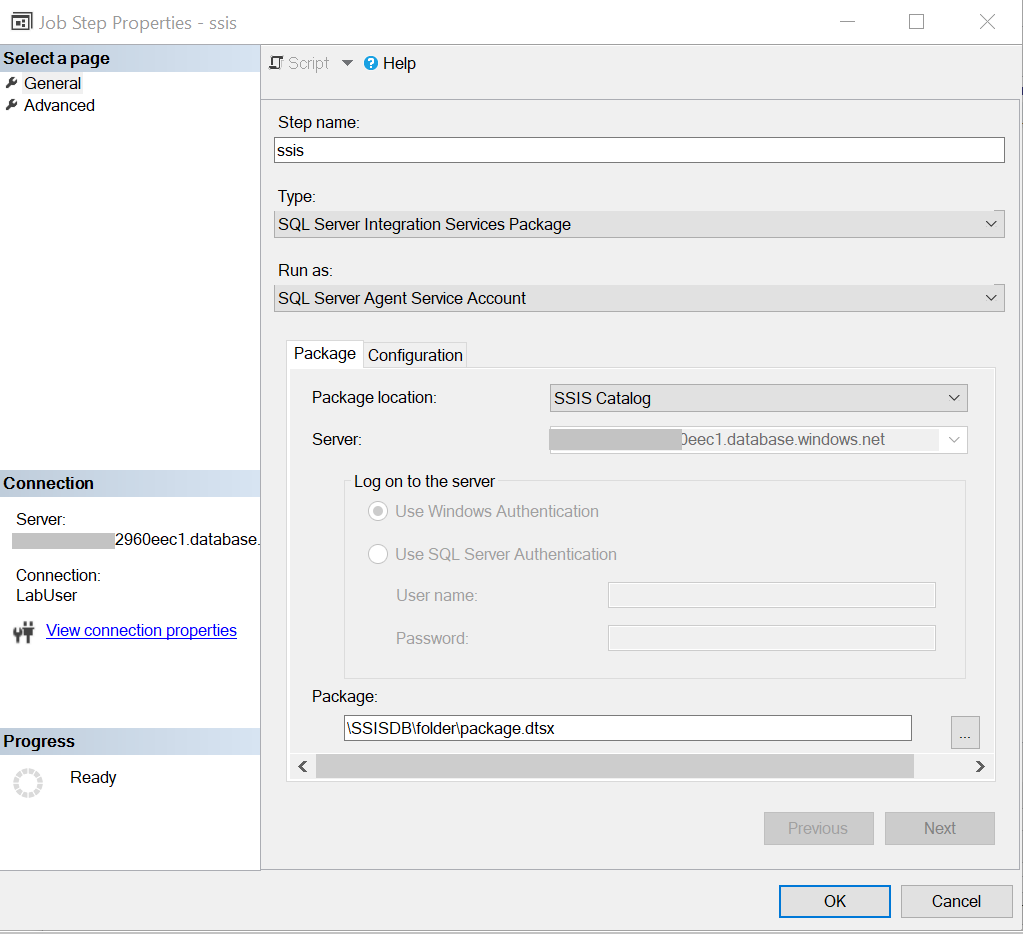 Job Step Properties - ssis
Select a page
General
Advanced
Script
Help
Step name:
ssis
Type:
SQL Server Integration Services Package
Run as:
SQL Server Agent Service Account
Package
Configuration
Package location:
SSIS Catalog
Server:
0eec1.database.windows.net
Log on to the server
Use Windows Authentication
Use SQL Server Authentication
User name:
Password:
Package:
\SSISDB\folder\package.dtsx
...
Connection
Server:
2960eec1.database.
Connection:
LabUser
View connection properties
Progress
Ready
Previous
Next
OK
Cancel